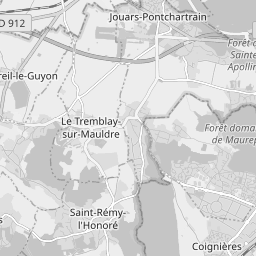 Jouars-Pontchartrain
D 912
Forêt d
Sainte
Apollin
reil-le-Guyon
Le Tremblay-
sur-Mauldre
Forêt doma
de Maurep
Saint-Rémy-
l'Honoré
Coignières